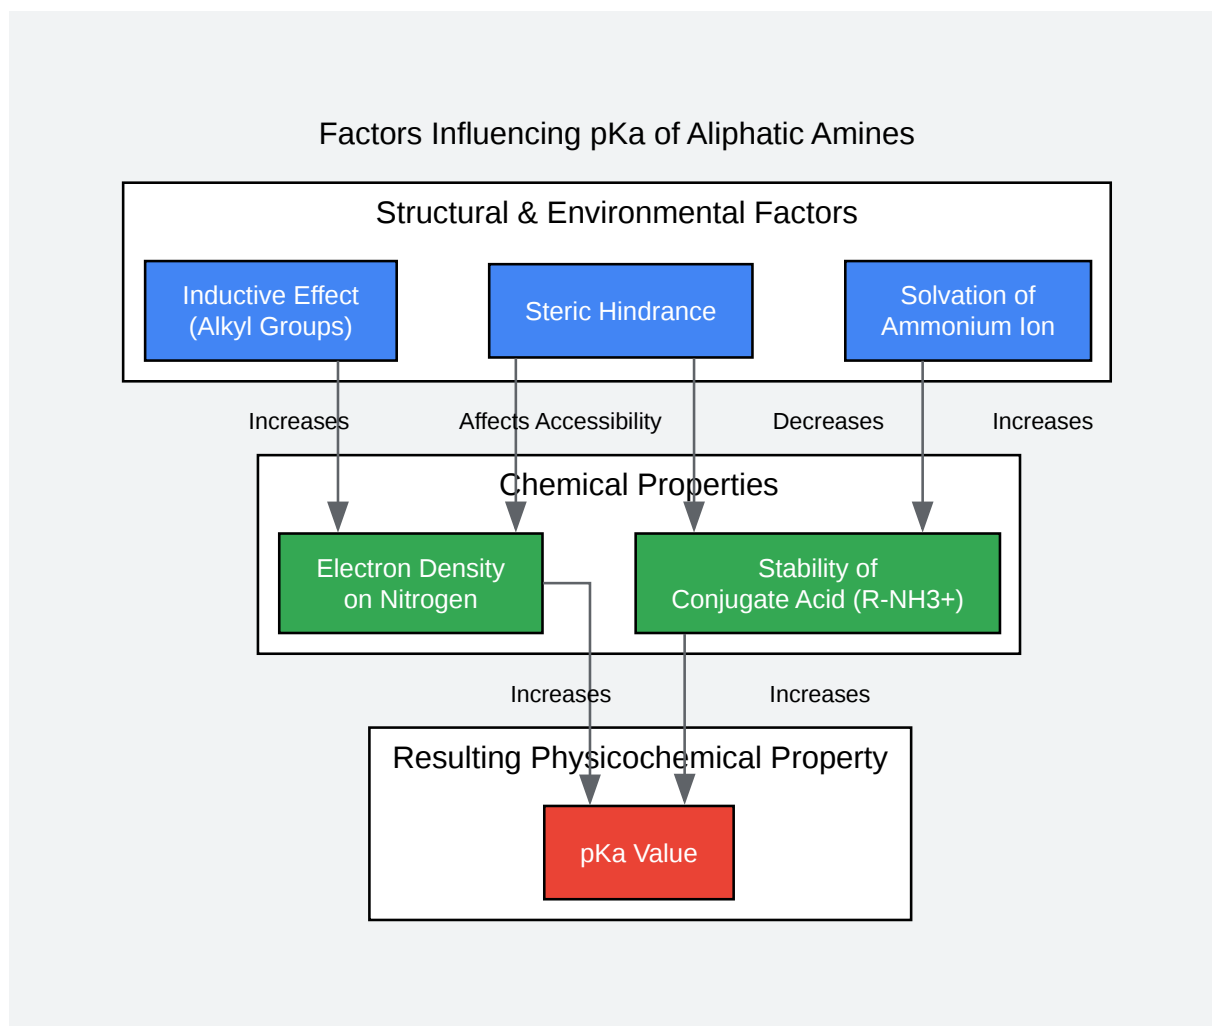 Factors Influencing pKa of Aliphatic Amines
Structural & Environmental Factors
Inductive Effect
(Alkyl Groups)
Steric Hindrance
Solvation of
Ammonium Ion
Increases
Affects Accessibility
Decreases
Increases
Chemical Properties
Electron Density
on Nitrogen
Stability of
Conjugate Acid (R-NH3+)
Increases
Increases
Resulting Physicochemical Property
pKa Value